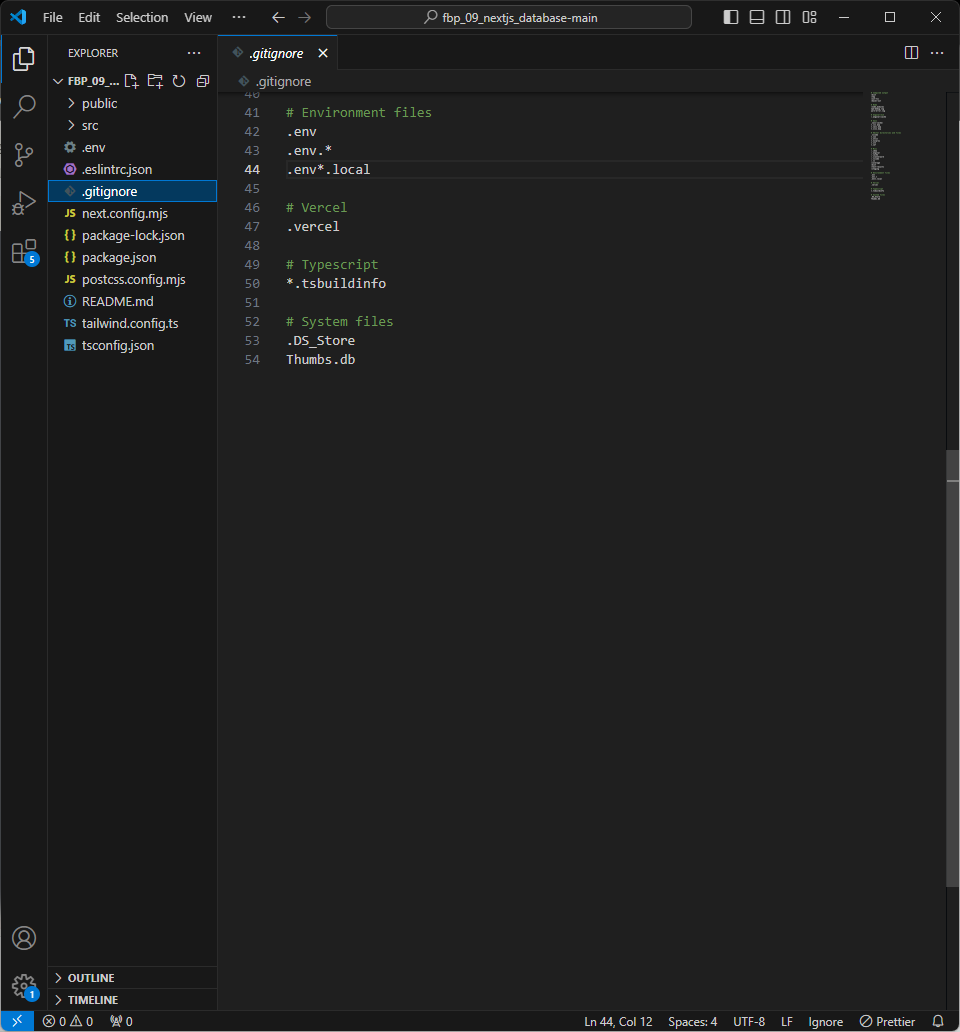 File Edit Selection View ··· fbp_09_nextjs_database-main
EXPLORER ···
.gitignore
FBP_09_...
.gitignore
public
src
.env
.eslintrc.json
.gitignore
JS next.config.mjs
{} package-lock.json
{} package.json
JS postcss.config.mjs
README.md
TS tailwind.config.ts
TS tsconfig.json
5
40
41 # Environment files
42 .env
43 .env.*
44 .env*.local
45
46 # Vercel
47 .vercel
48
49 # Typescript
50 *.tsbuildinfo
51
52 # System files
53 .DS_Store
54 Thumbs.db
OUTLINE
TIMELINE
1
0 0 0 Ln 44, Col 12 Spaces: 4 UTF-8 LF Ignore Prettier